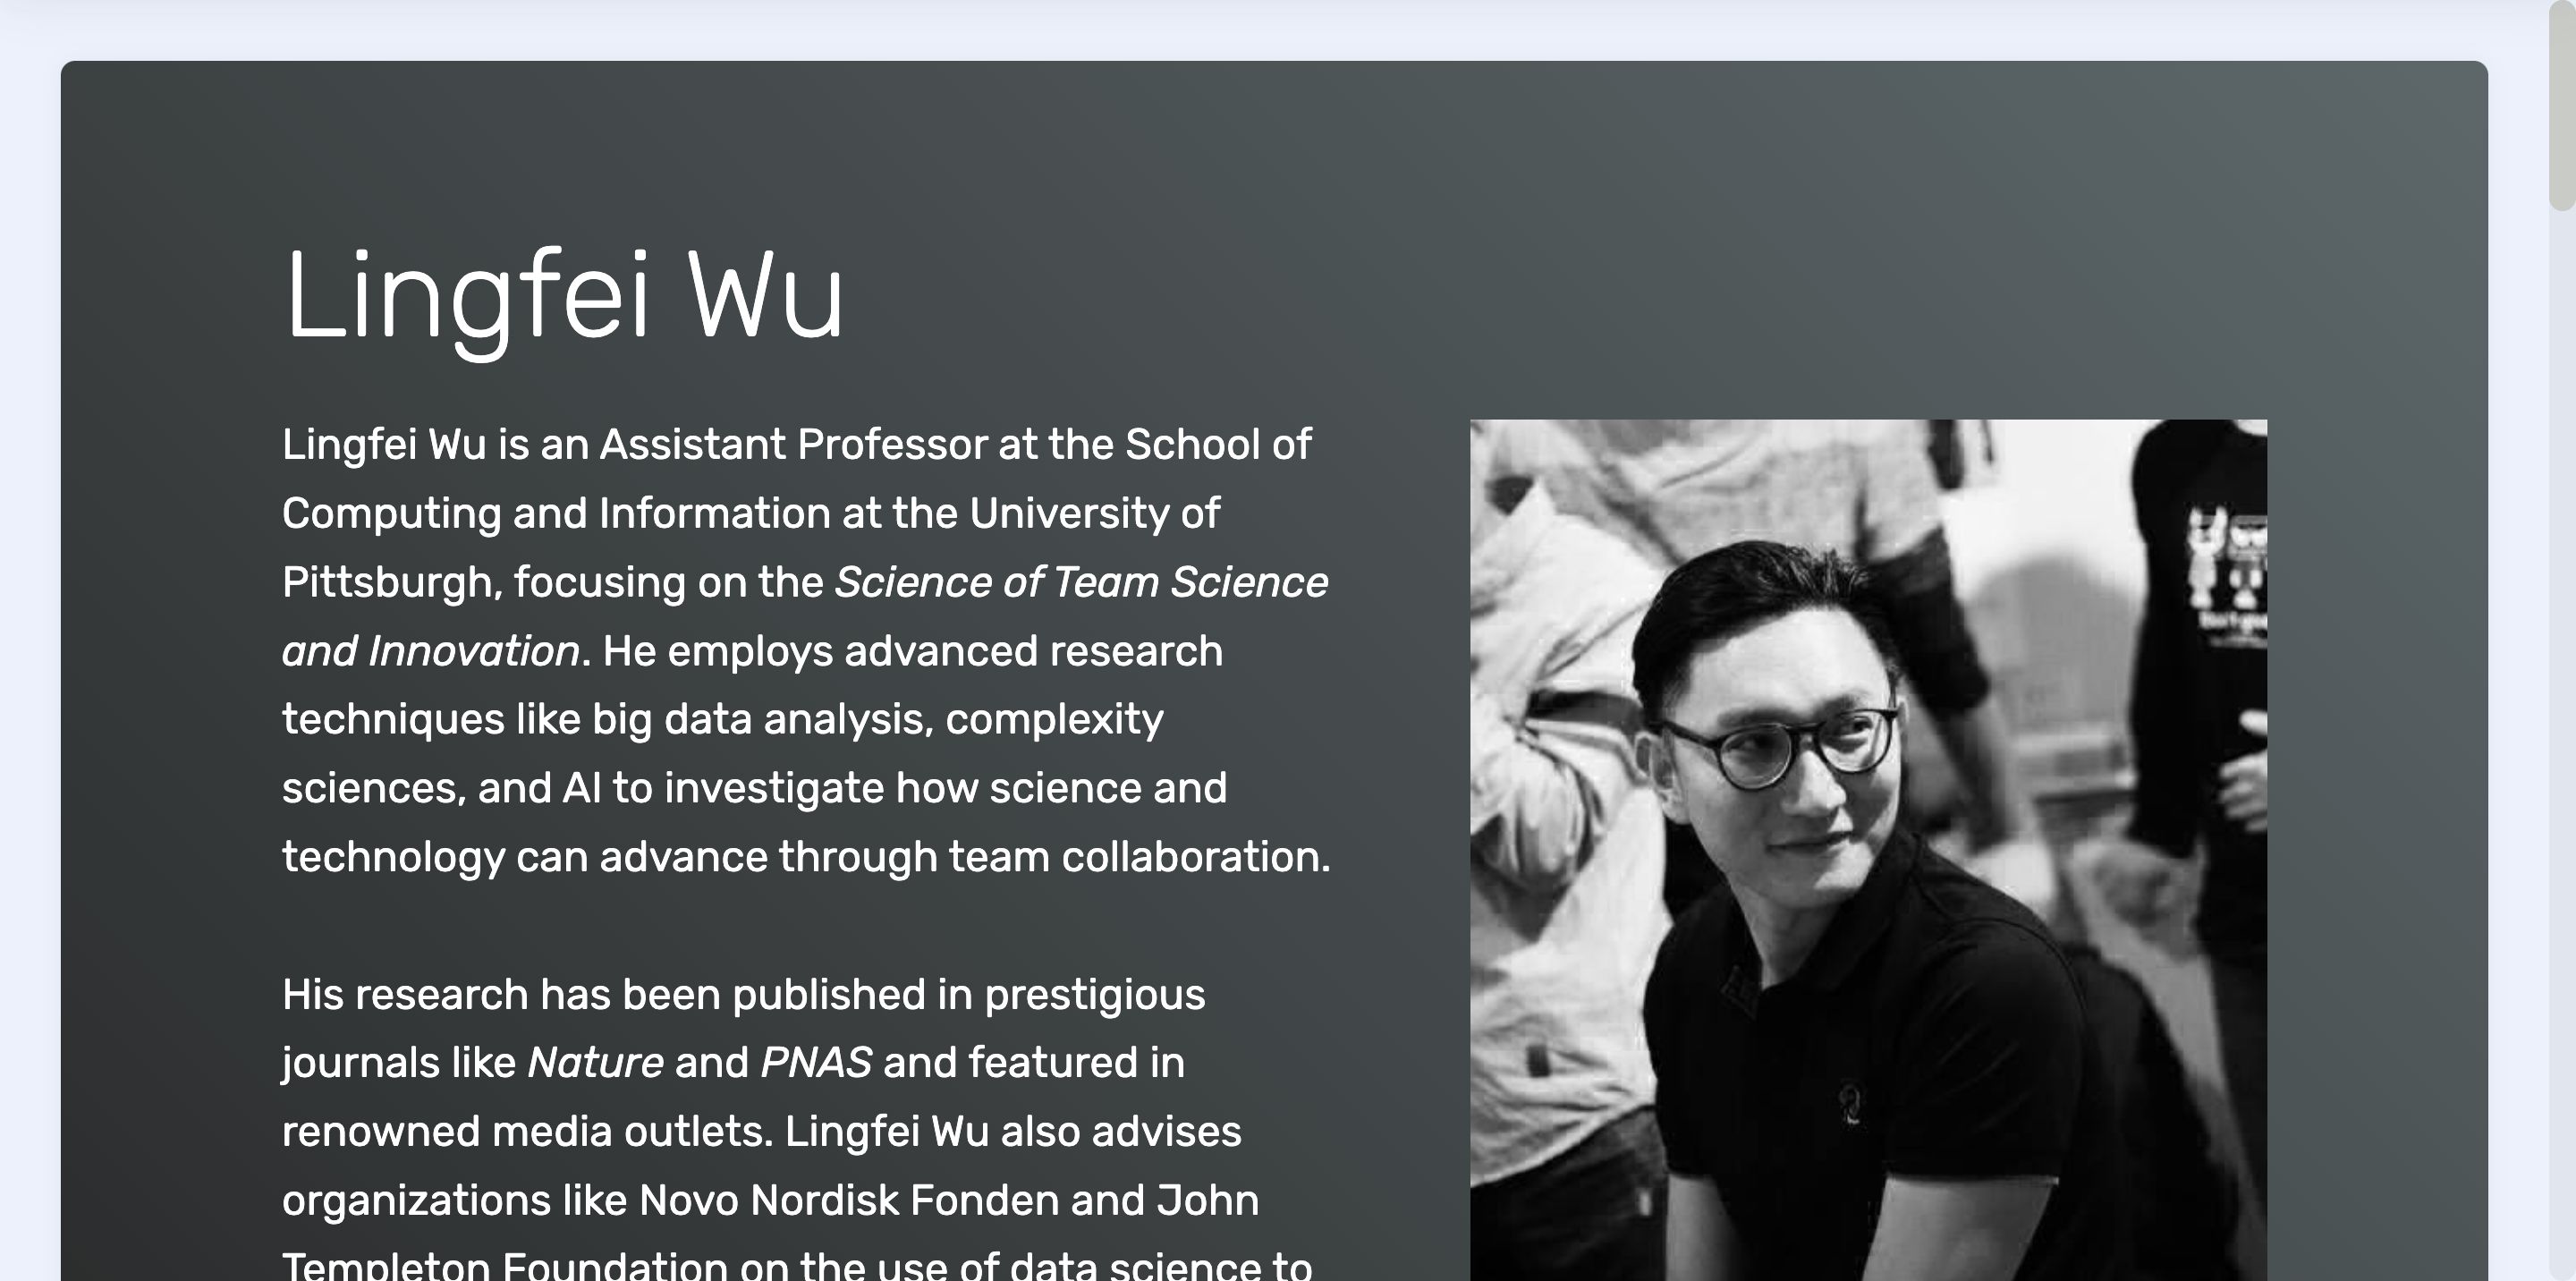 Lingfei Wu
Lingfei Wu is an Assistant Professor at the School of
Computing and Information at the University of
Pittsburgh, focusing on the Science of Team Science
and Innovation. He employs advanced research
techniques like big data analysis, complexity
sciences, and AI to investigate how science and
technology can advance through team collaboration.
His research has been published in prestigious
journals like Nature and PNAS and featured in
renowned media outlets. Lingfei Wu also advises
organizations like Novo Nordisk Fonden and John
Templeton Foundation on the use of data science to